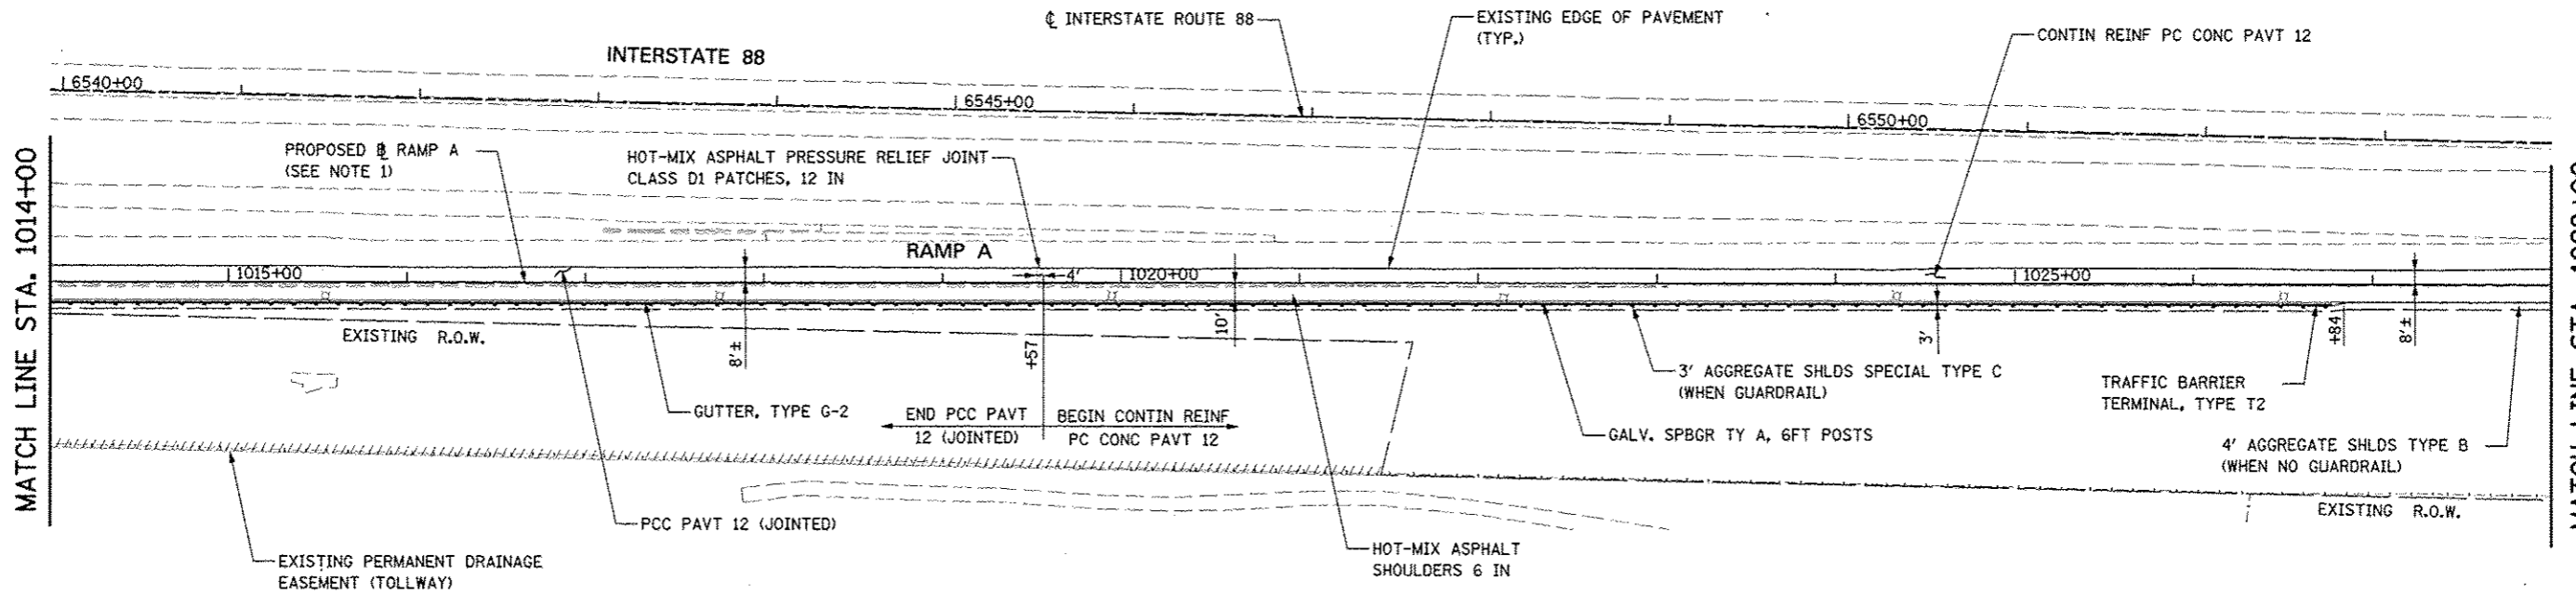 ℄ INTERSTATE ROUTE 88
EXISTING EDGE OF PAVEMENT
(TYP.)
CONTIN REINF PC CONC PAVT 12
INTERSTATE 88
6540+00
6545+00
6550+00
MATCH LINE STA. 1014+00
PROPOSED ℄ RAMP A
(SEE NOTE 1)
HOT-MIX ASPHALT PRESSURE RELIEF JOINT
CLASS D1 PATCHES, 12 IN
RAMP A
1015+00
4'
1020+00
1025+00
EXISTING R.O.W.
8'±
+57
10'
3'
+84
8'±
3' AGGREGATE SHLDS SPECIAL TYPE C
(WHEN GUARDRAIL)
TRAFFIC BARRIER
TERMINAL, TYPE T2
GUTTER, TYPE G-2
END PCC PAVT
12 (JOINTED)
BEGIN CONTIN REINF
PC CONC PAVT 12
GALV. SPBGR TY A, 6FT POSTS
4' AGGREGATE SHLDS TYPE B
(WHEN NO GUARDRAIL)
EXISTING R.O.W.
PCC PAVT 12 (JOINTED)
HOT-MIX ASPHALT
SHOULDERS 6 IN
EXISTING PERMANENT DRAINAGE
EASEMENT (TOLLWAY)